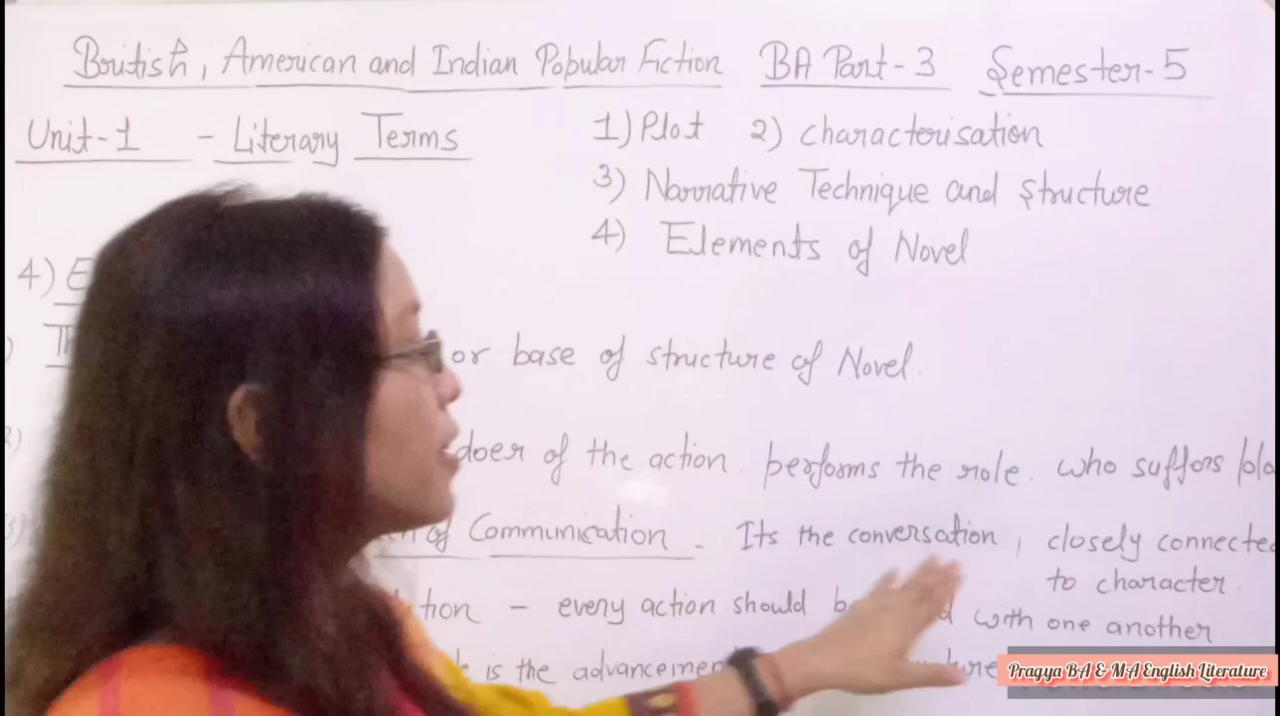 British, American and Indian Popular Fiction BA Part-3 Semester-5
Unit-1 - Literary Terms 1) Plot 2) characterisation
3) Narrative Technique and Structure
4) Elements of Novel
4) E
or base of structure of Novel.
doer of the action. performs the role. who suffors
of Communication - Its the conversation, closely connected
to character.
tion - every action should with one another
is the advancement
Pragya BA & MA English Literature